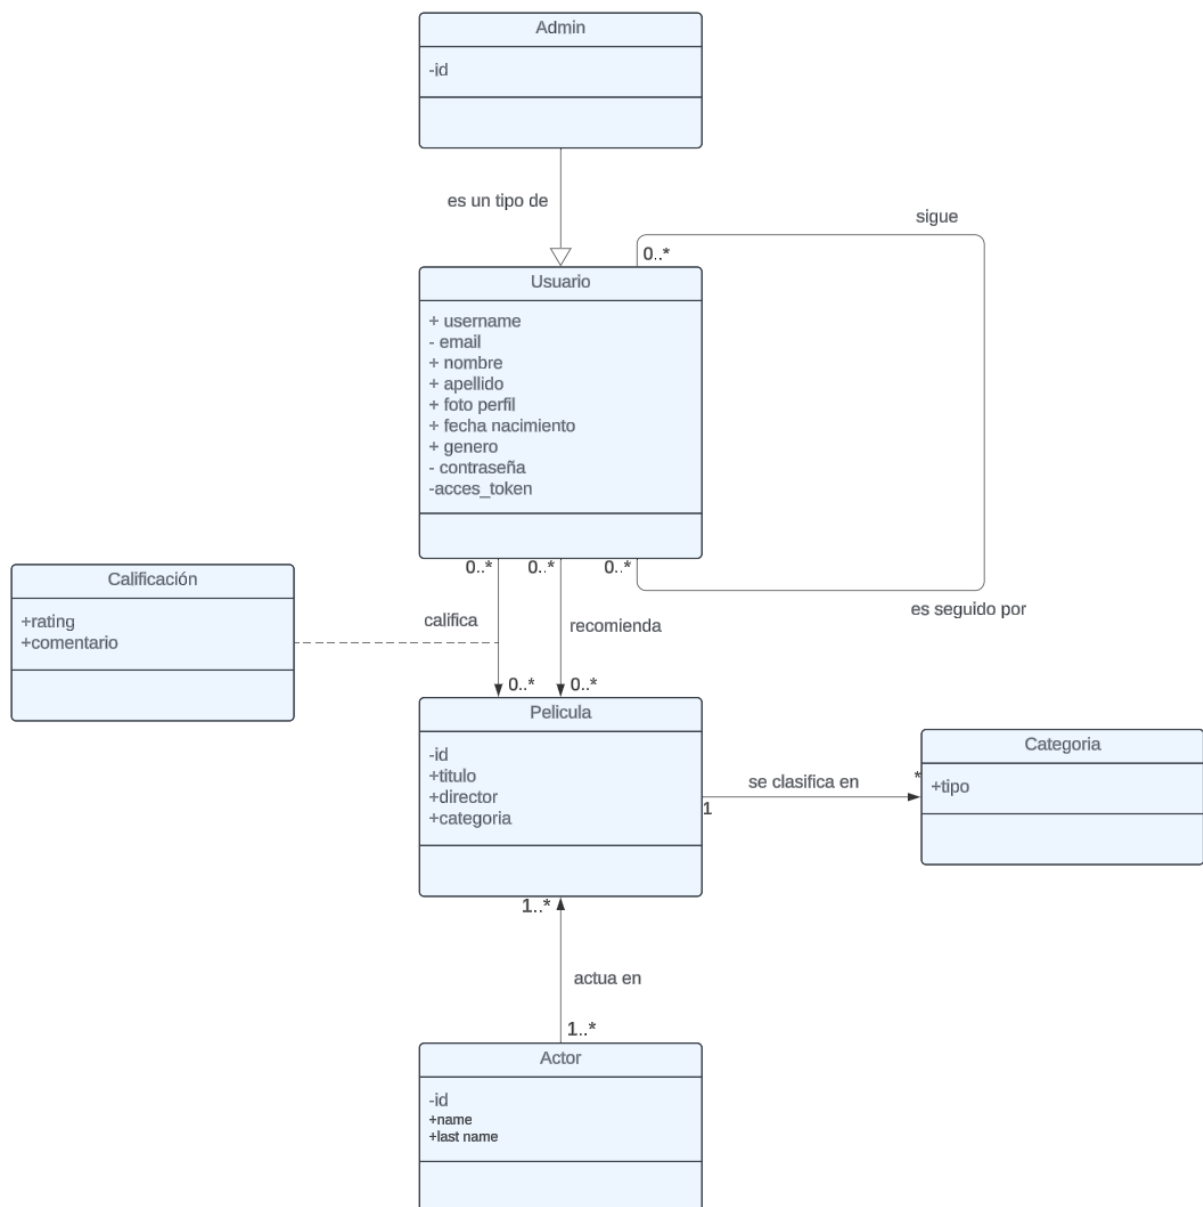 Admin
-id
es un tipo de
sigue
0..*
Usuario
+ username
- email
+ nombre
+ apellido
+ foto perfil
+ fecha nacimiento
+ genero
- contraseña
-acces_token
0..*
0..*
0..*
Calificación
+rating
+comentario
califica
recomienda
es seguido por
0..*
0..*
Pelicula
-id
+titulo
+director
+categoria
1
se clasifica en
*
Categoria
+tipo
1..*
actua en
1..*
Actor
-id
+name
+last name